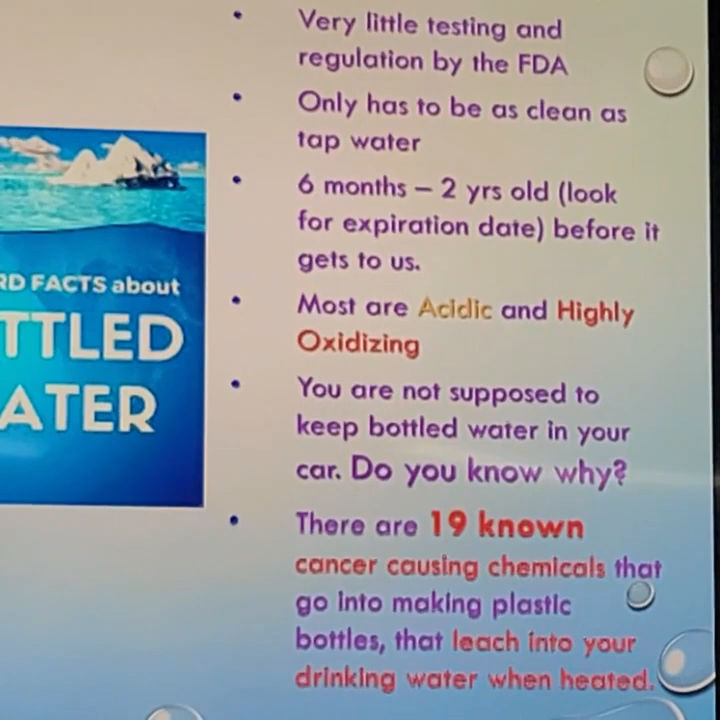 RD FACTS about
TTLED
ATER
• Very little testing and
regulation by the FDA
• Only has to be as clean as
tap water
• 6 months – 2 yrs old (look
for expiration date) before it
gets to us.
• Most are Acidic and Highly
Oxidizing
• You are not supposed to
keep bottled water in your
car. Do you know why?
• There are 19 known
cancer causing chemicals that
go into making plastic
bottles, that leach into your
drinking water when heated.